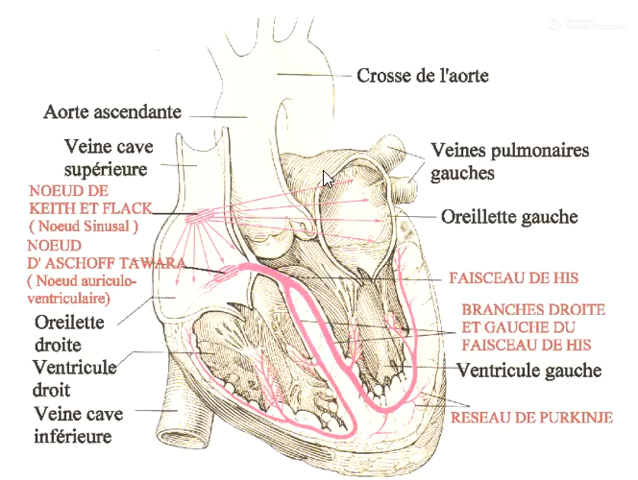 Crosse de l'aorte
Aorte ascendante
Veine cave
supérieure
Veines pulmonaires
gauches
NOEUD DE
KEITH ET FLACK
( Noeud Sinusal )
Oreillette gauche
NOEUD
D' ASCHOFF TAWARA
( Noeud auriculo-
ventriculaire)
FAISCEAU DE HIS
BRANCHES DROITE
ET GAUCHE DU
FAISCEAU DE HIS
Oreilette
droite
Ventricule
droit
Ventricule gauche
Veine cave
inférieure
RESEAU DE PURKINJE